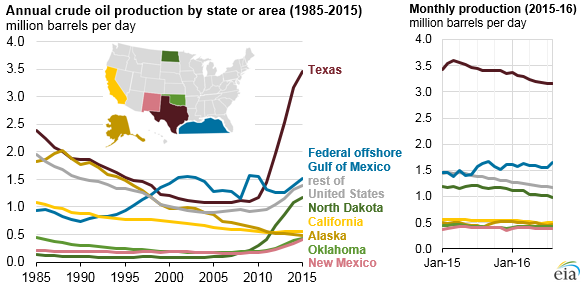 Annual crude oil production by state or area (1985-2015)
million barrels per day
4.0
3.5
3.0
2.5
2.0
1.5
1.0
0.5
0.0
1985
1990
1995
2000
2005
2010
2015
Texas
Federal offshore
Gulf of Mexico
rest of
United States
North Dakota
California
Alaska
Oklahoma
New Mexico
Monthly production (2015-16)
million barrels per day
4.0
3.5
3.0
2.5
2.0
1.5
1.0
0.5
0.0
Jan-15
Jan-16
eia